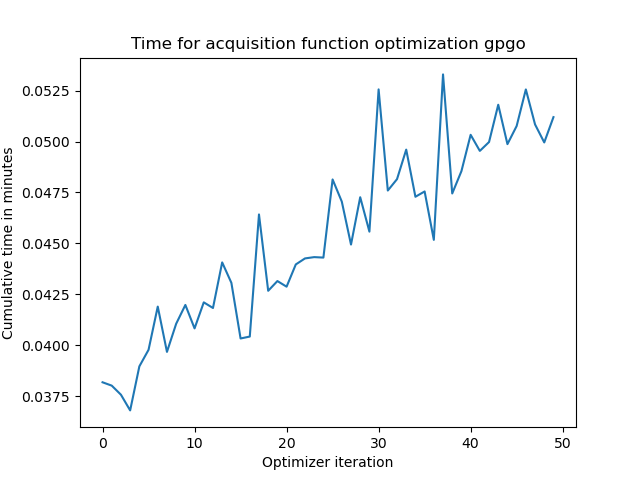 Time for acquisition function optimization gpgo
Cumulative time in minutes
0.0525
0.0500
0.0475
0.0450
0.0425
0.0400
0.0375
0 10 20 30 40 50
Optimizer iteration